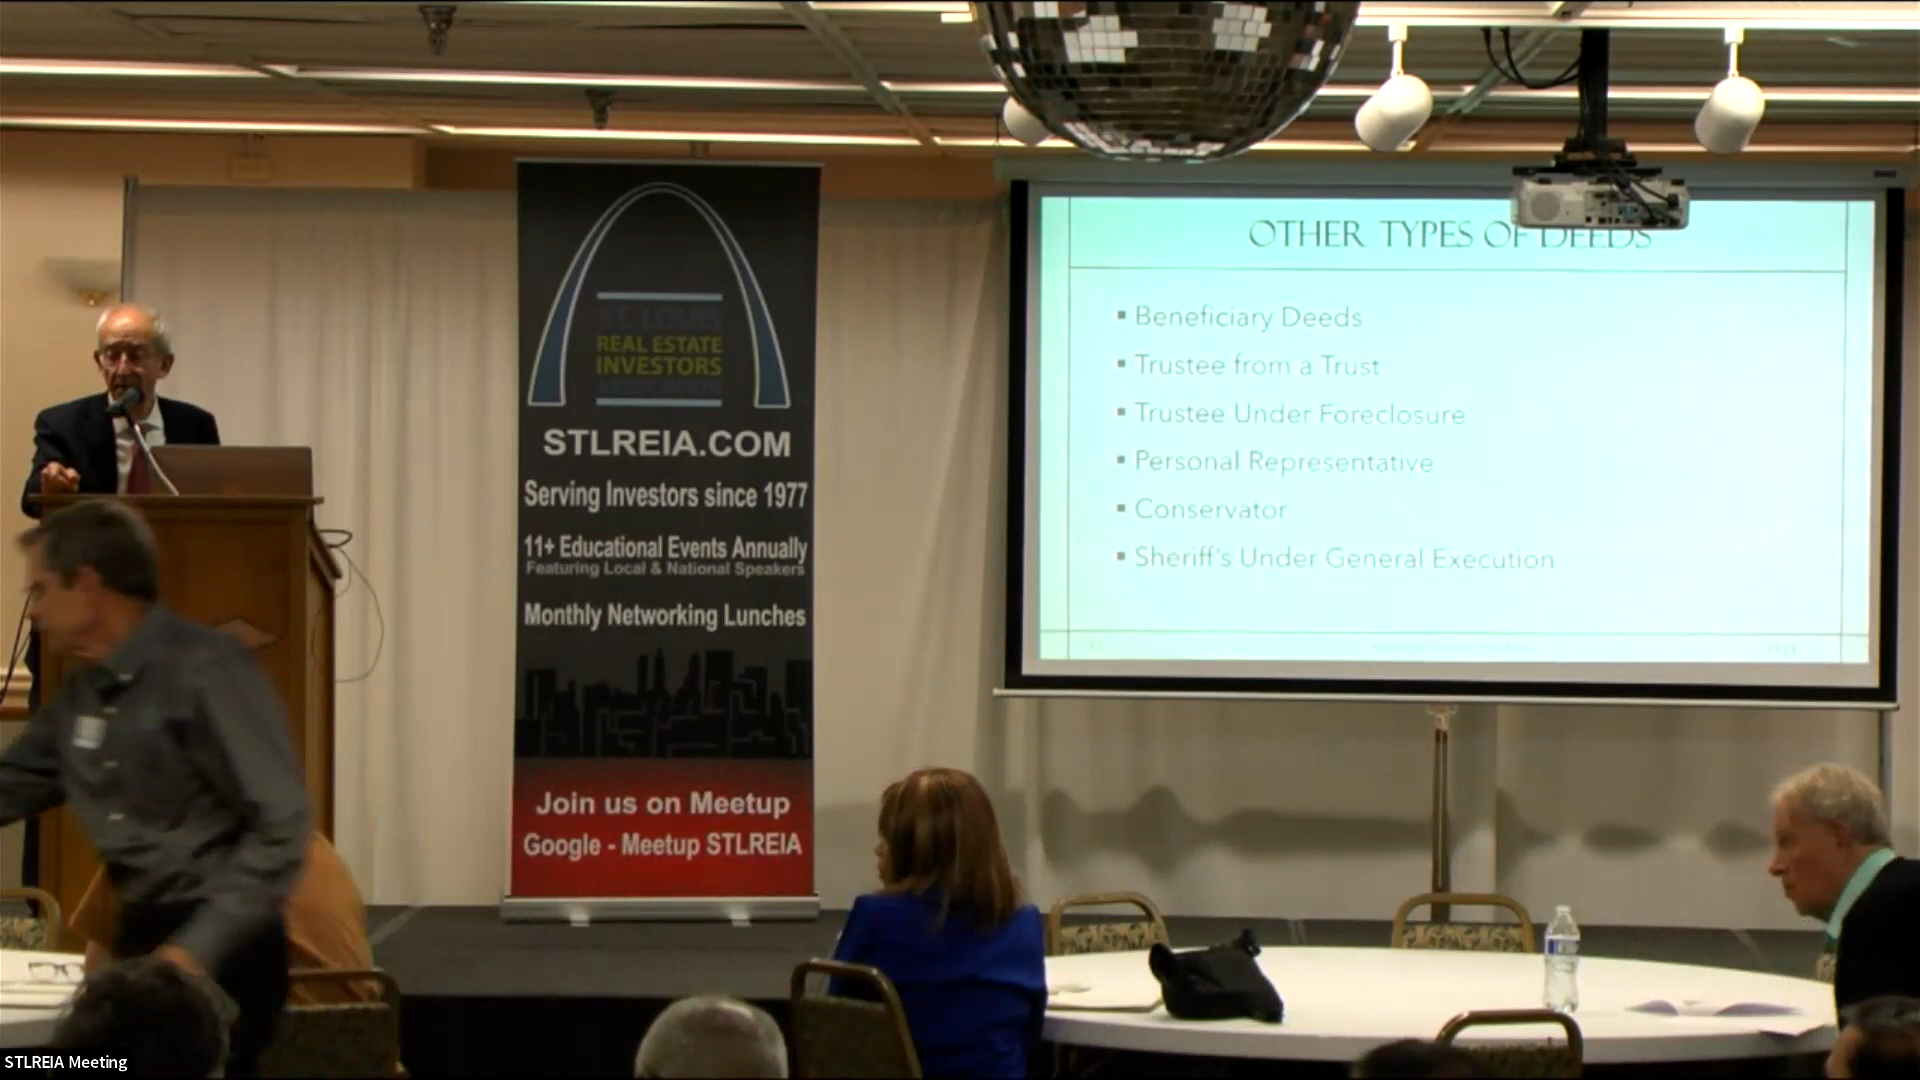 ST. LOUIS
REAL ESTATE
INVESTORS
STLREIA.COM
Serving Investors since 1977
11+ Educational Events Annually
Featuring Local & National Speakers
Monthly Networking Lunches
Join us on Meetup
Google - Meetup STLREIA
OTHER TYPES OF DEEDS
▪ Beneficiary Deeds
▪ Trustee from a Trust
▪ Trustee Under Foreclosure
▪ Personal Representative
▪ Conservator
▪ Sheriff's Under General Execution
STLREIA Meeting